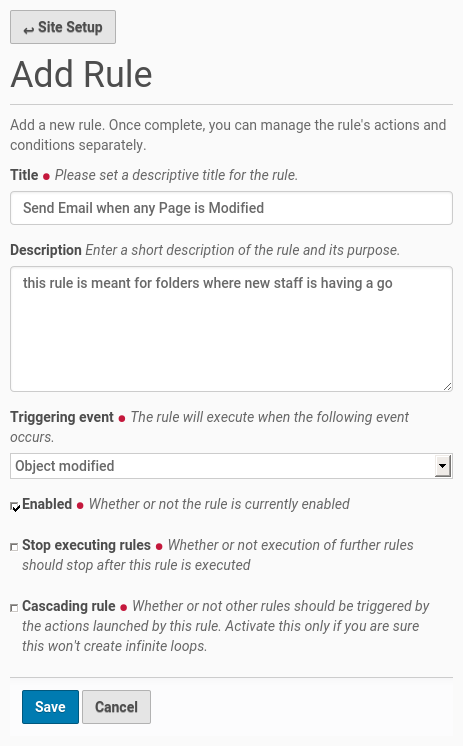 Site Setup
Add Rule
Add a new rule. Once complete, you can manage the rule's actions and
conditions separately.
Title ● Please set a descriptive title for the rule.
Send Email when any Page is Modified
Description Enter a short description of the rule and its purpose.
this rule is meant for folders where new staff is having a go
Triggering event ● The rule will execute when the following event
occurs.
Object modified
Enabled ● Whether or not the rule is currently enabled
Stop executing rules ● Whether or not execution of further rules
should stop after this rule is executed
Cascading rule ● Whether or not other rules should be triggered by
the actions launched by this rule. Activate this only if you are sure
this won't create infinite loops.
Save Cancel